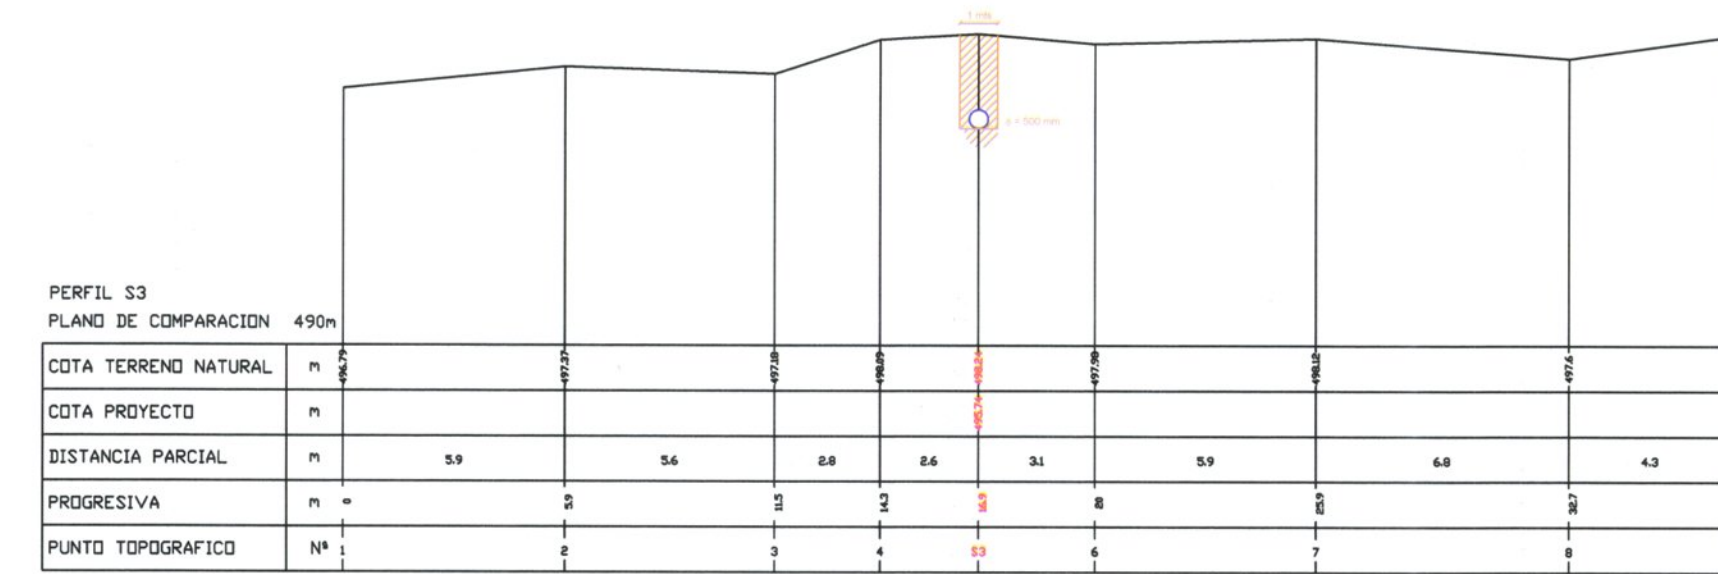 1 mts
ø = 500 mm
PERFIL S3
PLANO DE COMPARACION 490m
COTA TERRENO NATURAL m 496.79 497.37 497.18 498.09 498.24 497.98 498.12 497.6
COTA PROYECTO m 495.74
DISTANCIA PARCIAL m 5.9 5.6 2.8 2.6 3.1 5.9 6.8 4.3
PROGRESIVA m 0 5.9 11.5 14.3 16.9 20 25.9 32.7
PUNTO TOPOGRAFICO Nº 1 2 3 4 S3 6 7 8